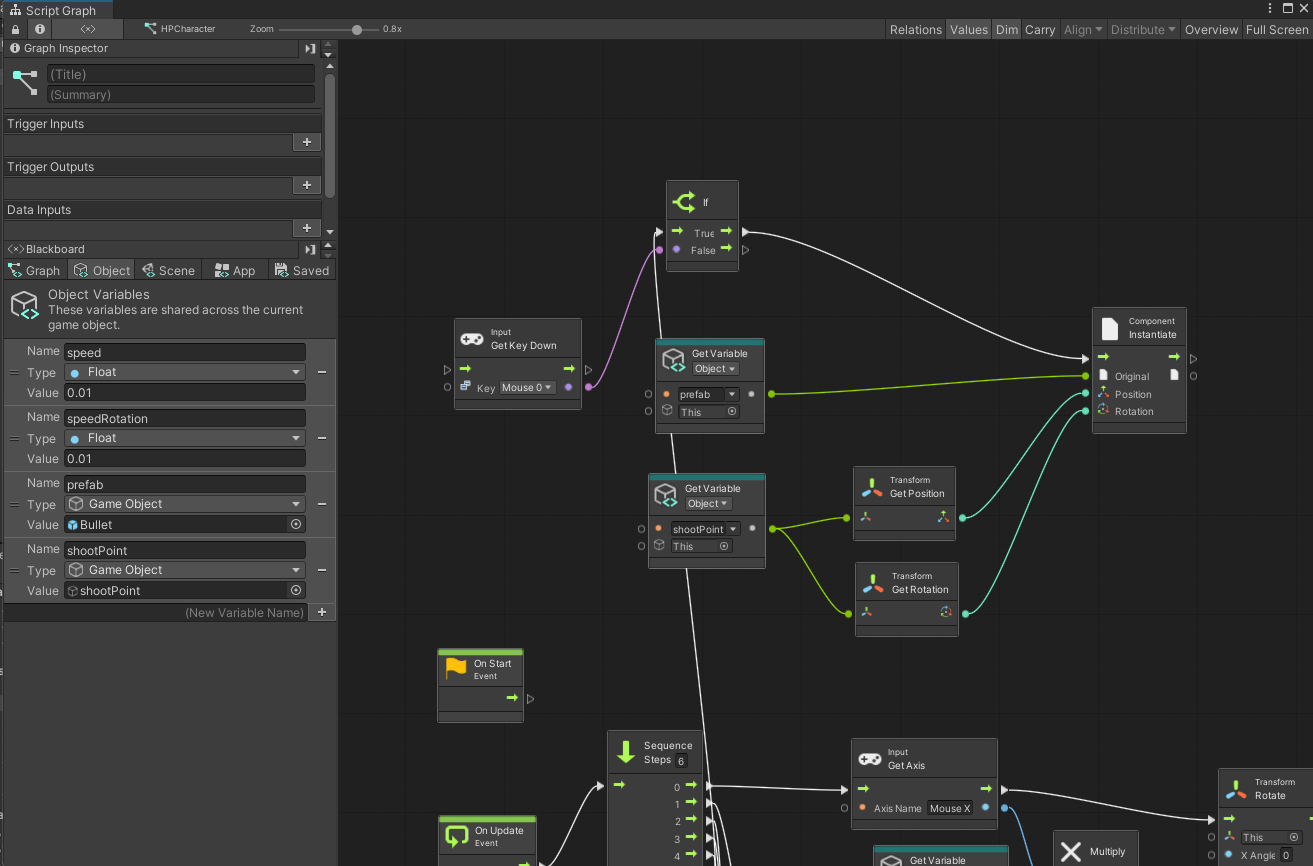 Script Graph
HPCharacter
Zoom
0.8x
Relations
Values
Dim
Carry
Align
Distribute
Overview
Full Screen
Graph Inspector
(Title)
(Summary)
Trigger Inputs
Trigger Outputs
Data Inputs
Blackboard
Graph
Object
Scene
App
Saved
Object Variables
These variables are shared across the current
game object.
Name speed
Type Float
Value 0.01
Name speedRotation
Type Float
Value 0.01
Name prefab
Type Game Object
Value Bullet
Name shootPoint
Type Game Object
Value shootPoint
(New Variable Name)
If
True
False
Input
Get Key Down
Key Mouse 0
Get Variable
Object
prefab
This
Component
Instantiate
Original
Position
Rotation
Get Variable
Object
shootPoint
This
Transform
Get Position
Transform
Get Rotation
On Start
Event
Sequence
Steps 6
0
1
2
3
4
On Update
Event
Input
Get Axis
Axis Name Mouse X
Get Variable
Multiply
Transform
Rotate
This
X Angle 0